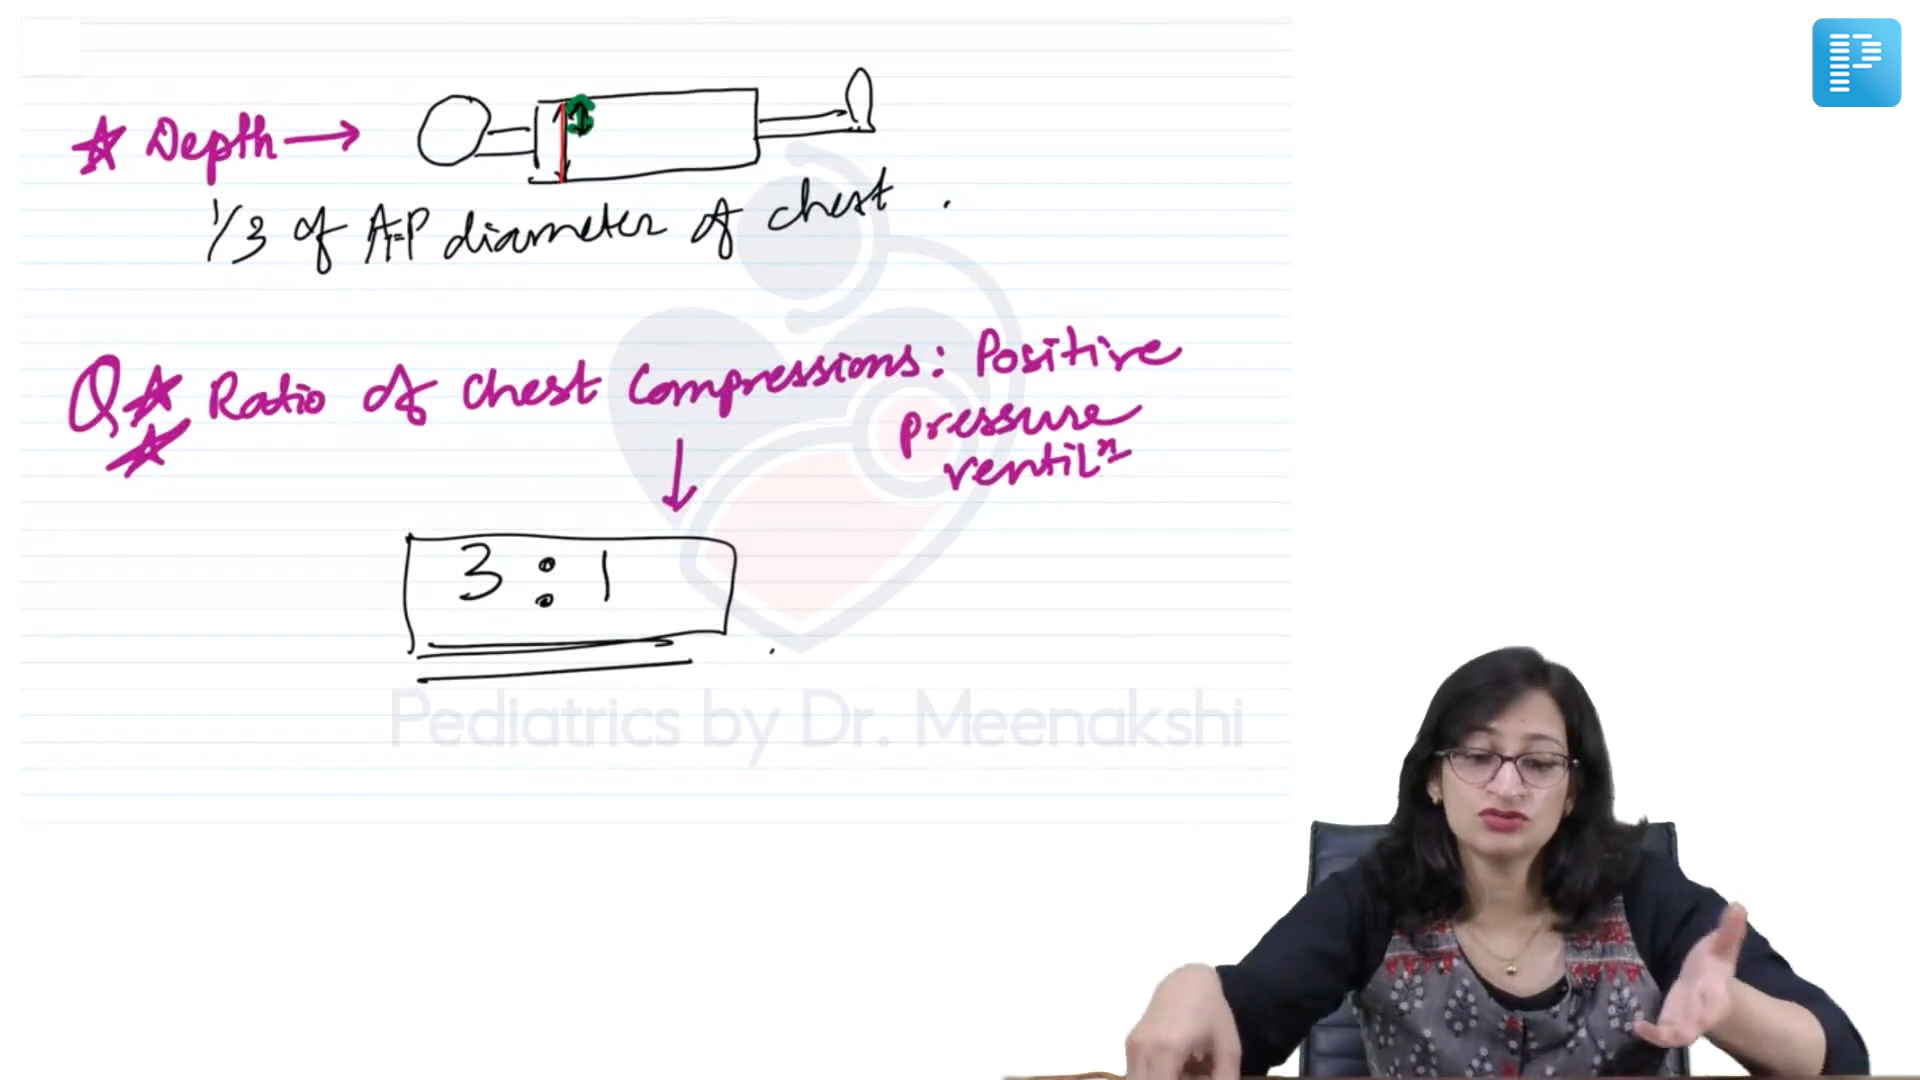 ☆ Depth →
1/3 of A-P diameter of chest.
Q ☆ Ratio of Chest Compressions: Positive
☆ pressure
ventilⁿ
↓
3 : 1
Pediatrics by Dr. Meenakshi